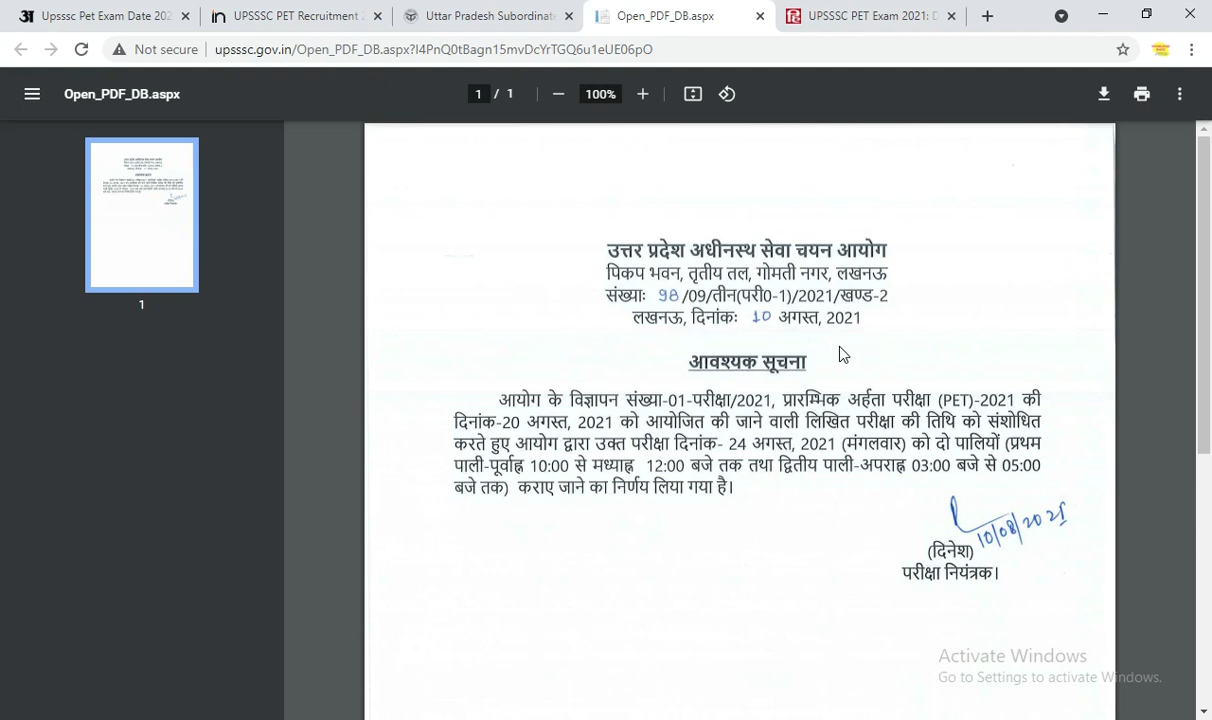 Upsssc Pet Exam Date 202
UPSSSC PET Recruitment 2
Uttar Pradesh Subordinate
Open_PDF_DB.aspx
UPSSSC PET Exam 2021: D
Not secure
upsssc.gov.in/Open_PDF_DB.aspx?I4PnQ0tBagn15mvDcYrTGQ6u1eUE06pO
Open_PDF_DB.aspx
1 / 1
100%
1
उत्तर प्रदेश अधीनस्थ सेवा चयन आयोग
पिकप भवन, तृतीय तल, गोमती नगर, लखनऊ
संख्याः 98/09/तीन(परी0-1)/2021/खण्ड-2
लखनऊ, दिनांकः 10 अगस्त, 2021
आवश्यक सूचना
आयोग के विज्ञापन संख्या-01-परीक्षा/2021, प्रारम्भिक अर्हता परीक्षा (PET)-2021 की
दिनांक-20 अगस्त, 2021 को आयोजित की जाने वाली लिखित परीक्षा की तिथि को संशोधित
करते हुए आयोग द्वारा उक्त परीक्षा दिनांक- 24 अगस्त, 2021 (मंगलवार) को दो पालियों (प्रथम
पाली-पूर्वाह्न 10:00 से मध्याह्न 12:00 बजे तक तथा द्वितीय पाली-अपराह्न 03:00 बजे से 05:00
बजे तक) कराए जाने का निर्णय लिया गया है।
10/08/2021
(दिनेश)
परीक्षा नियंत्रक।
Activate Windows
Go to Settings to activate Windows.